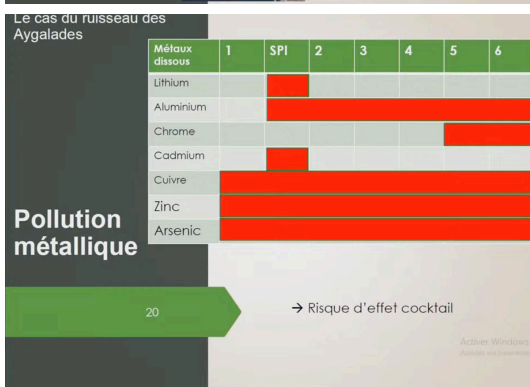 Le cas du ruisseau des
Aygalades
Métaux dissous 1 SPI 2 3 4 5 6
Lithium
Aluminium
Chrome
Cadmium
Cuivre
Zinc
Arsenic
Pollution
métallique
20
→ Risque d'effet cocktail
Activer Windows